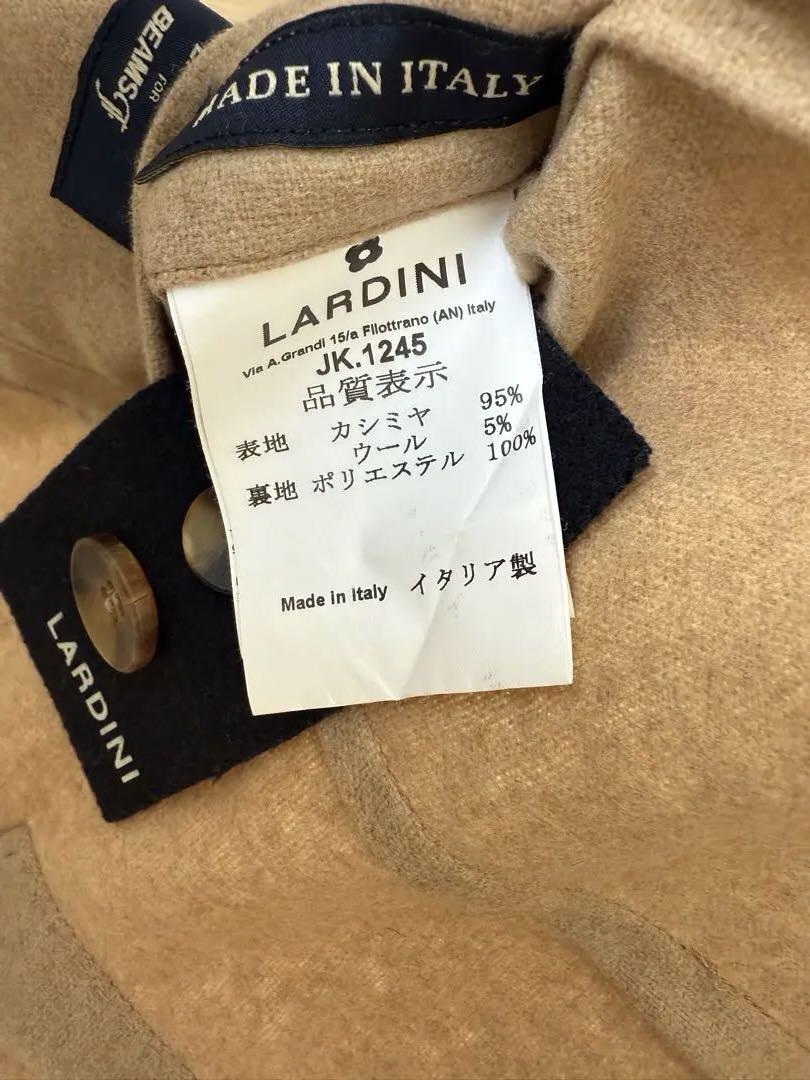 FOR
BEAMS
MADE IN ITALY
LARDINI
Via A.Grandi 15/a Filottrano (AN) Italy
JK.1245
品質表示
表地 カシミヤ 95%
ウール 5%
裏地 ポリエステル 100%
Made in Italy イタリア製
LARDINI